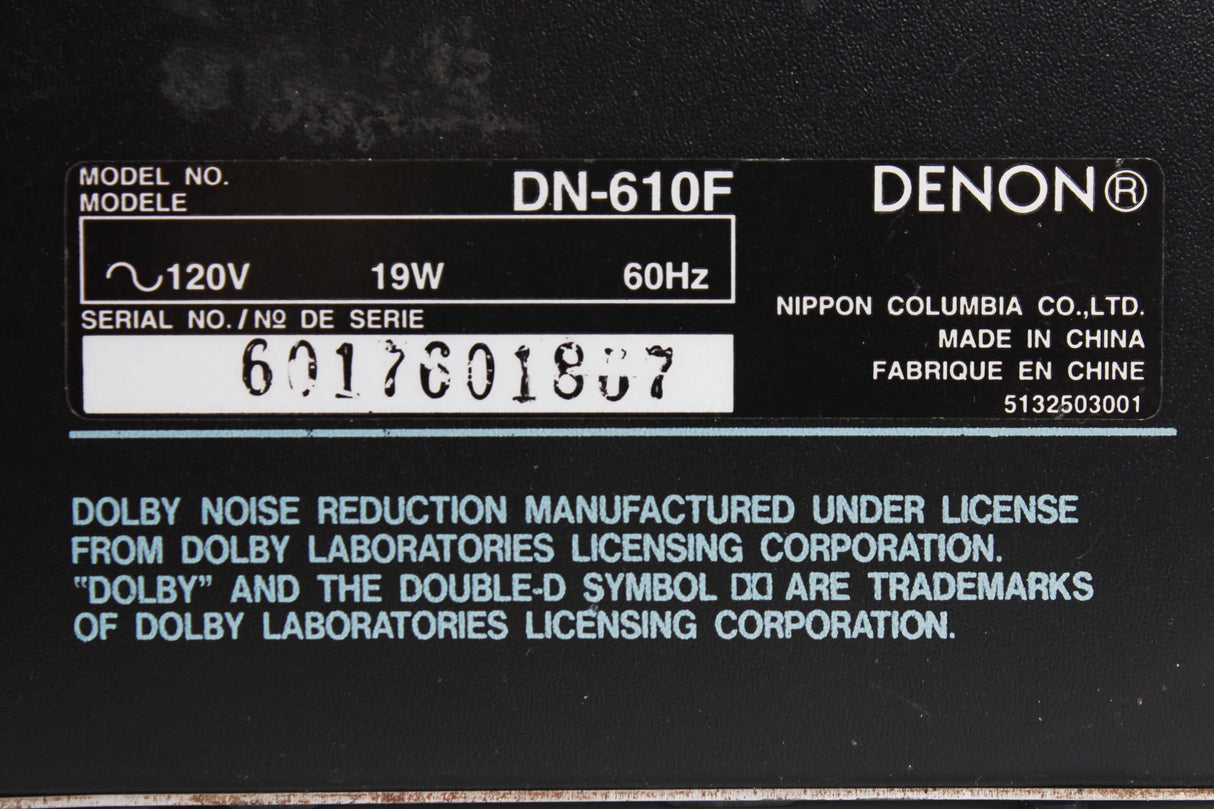 MODEL NO.
MODELE
DN-610F
DENON®
∿120V 19W 60Hz
SERIAL NO./Nº DE SERIE
NIPPON COLUMBIA CO.,LTD.
MADE IN CHINA
FABRIQUE EN CHINE
5132503001
DOLBY NOISE REDUCTION MANUFACTURED UNDER LICENSE
FROM DOLBY LABORATORIES LICENSING CORPORATION.
"DOLBY" AND THE DOUBLE-D SYMBOL ARE TRADEMARKS
OF DOLBY LABORATORIES LICENSING CORPORATION.